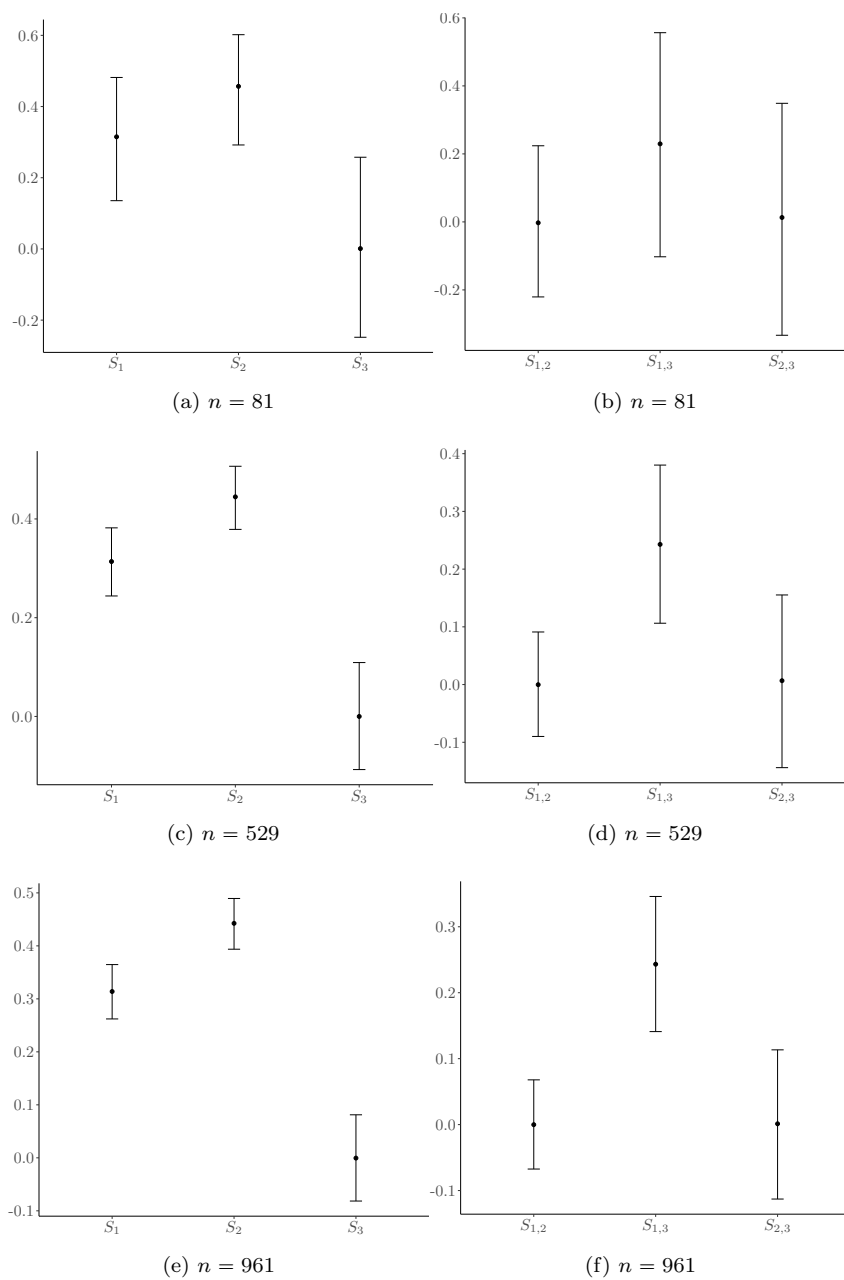 0.6
0.4
0.2
0.0
-0.2
S₁ S₂ S₃
(a) n = 81
0.6
0.4
0.2
0.0
-0.2
S₁,₂ S₁,₃ S₂,₃
(b) n = 81
0.4
0.2
0.0
S₁ S₂ S₃
(c) n = 529
0.4
0.3
0.2
0.1
0.0
-0.1
S₁,₂ S₁,₃ S₂,₃
(d) n = 529
0.5
0.4
0.3
0.2
0.1
0.0
-0.1
S₁ S₂ S₃
(e) n = 961
0.3
0.2
0.1
0.0
-0.1
S₁,₂ S₁,₃ S₂,₃
(f) n = 961